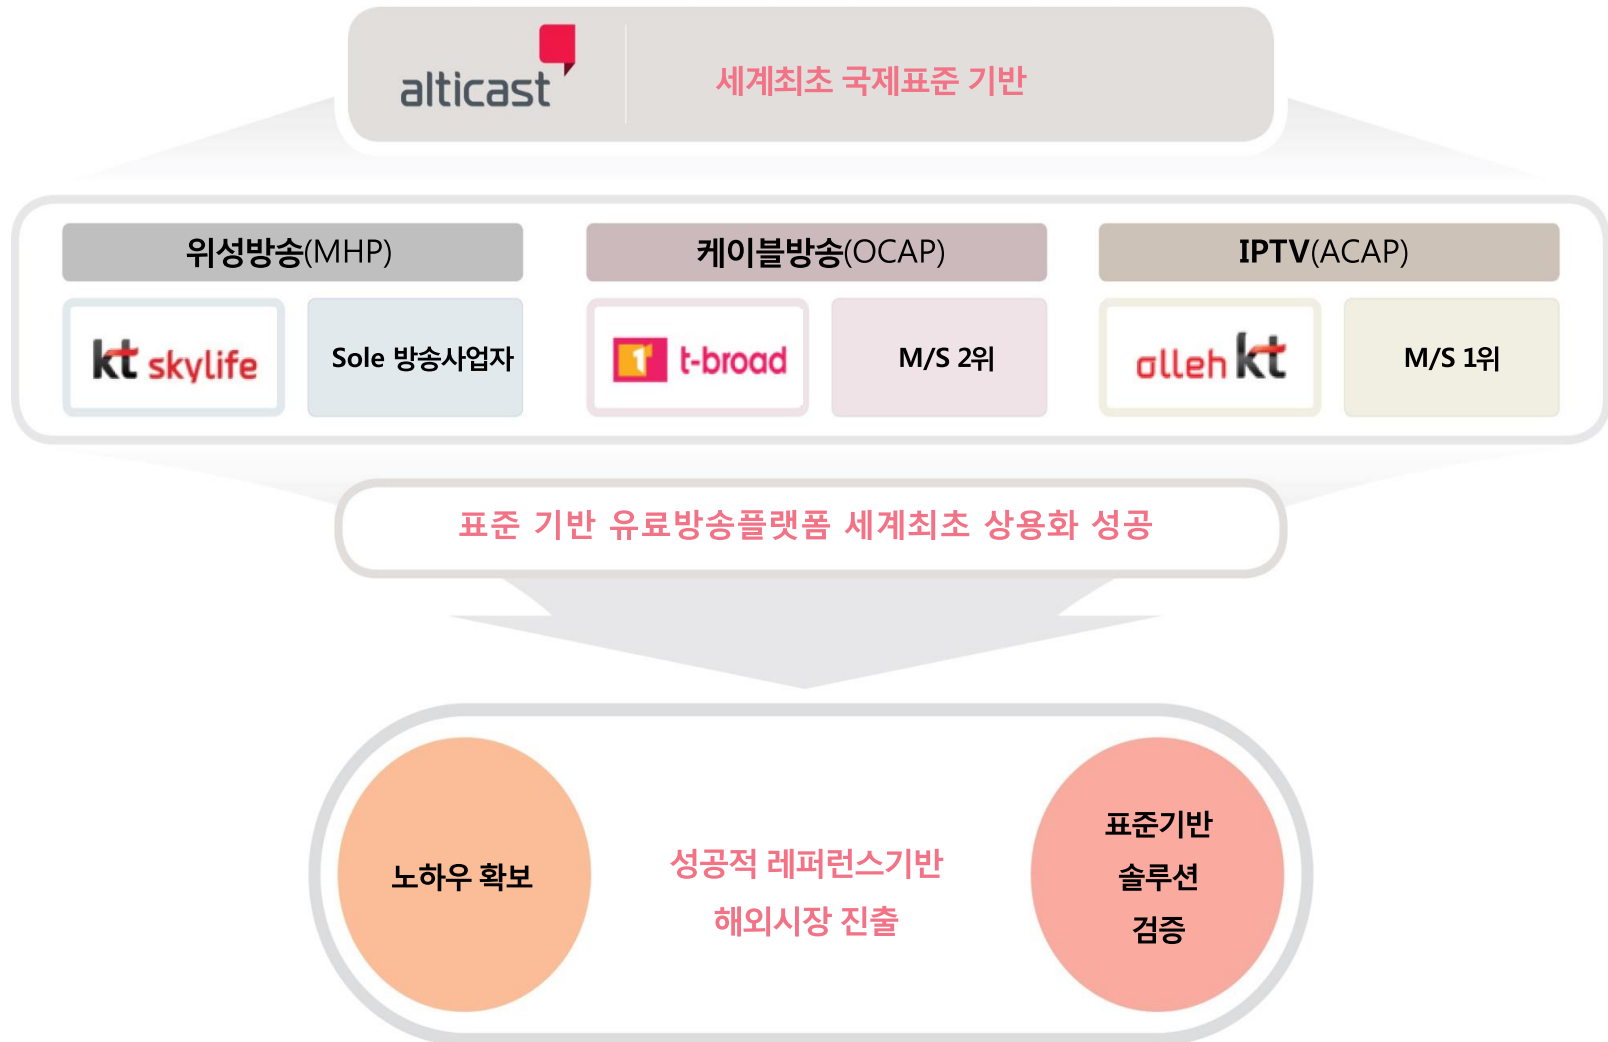 alticast
세계최초 국제표준 기반
위성방송(MHP)
케이블방송(OCAP)
IPTV(ACAP)
kt skylife
Sole 방송사업자
t-broad
M/S 2위
olleh kt
M/S 1위
표준 기반 유료방송플랫폼 세계최초 상용화 성공
노하우 확보
성공적 레퍼런스기반
해외시장 진출
표준기반
솔루션
검증